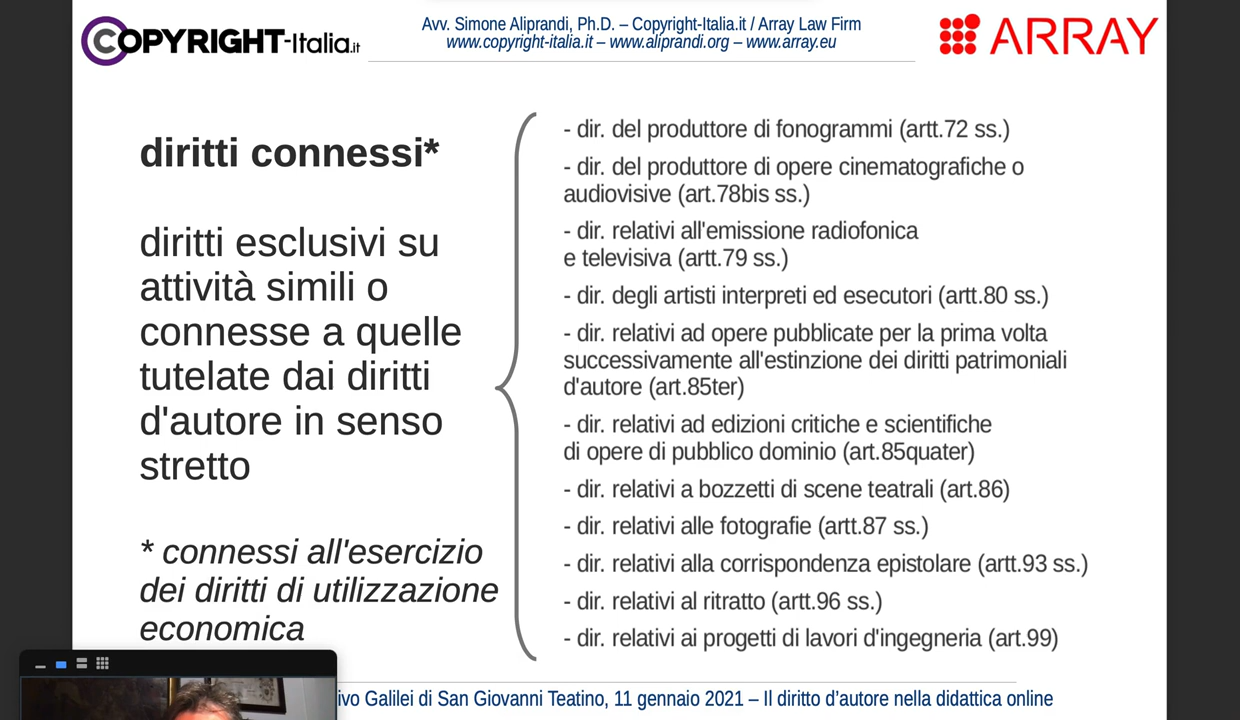 COPYRIGHT-Italia.it
Avv. Simone Aliprandi, Ph.D. – Copyright-Italia.it / Array Law Firm
www.copyright-italia.it – www.aliprandi.org – www.array.eu
ARRAY
diritti connessi*
diritti esclusivi su
attività simili o
connesse a quelle
tutelate dai diritti
d'autore in senso
stretto
* connessi all'esercizio
dei diritti di utilizzazione
economica
- dir. del produttore di fonogrammi (artt.72 ss.)
- dir. del produttore di opere cinematografiche o
audiovisive (art.78bis ss.)
- dir. relativi all'emissione radiofonica
e televisiva (artt.79 ss.)
- dir. degli artisti interpreti ed esecutori (artt.80 ss.)
- dir. relativi ad opere pubblicate per la prima volta
successivamente all'estinzione dei diritti patrimoniali
d'autore (art.85ter)
- dir. relativi ad edizioni critiche e scientifiche
di opere di pubblico dominio (art.85quater)
- dir. relativi a bozzetti di scene teatrali (art.86)
- dir. relativi alle fotografie (artt.87 ss.)
- dir. relativi alla corrispondenza epistolare (artt.93 ss.)
- dir. relativi al ritratto (artt.96 ss.)
- dir. relativi ai progetti di lavori d'ingegneria (art.99)
Galilei di San Giovanni Teatino, 11 gennaio 2021 – Il diritto d’autore nella didattica online